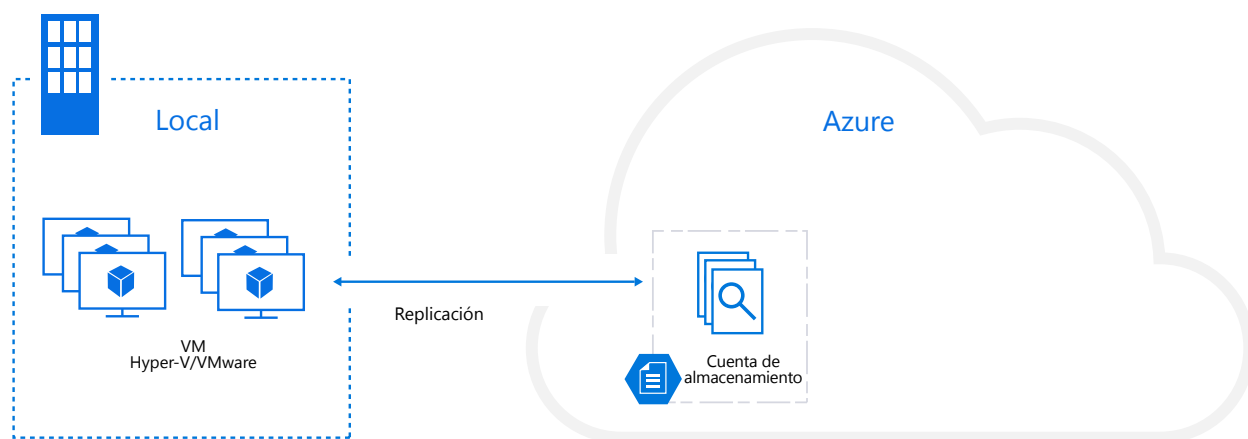 Local
Azure
Replicación
VM
Hyper-V/VMware
Cuenta de
almacenamiento